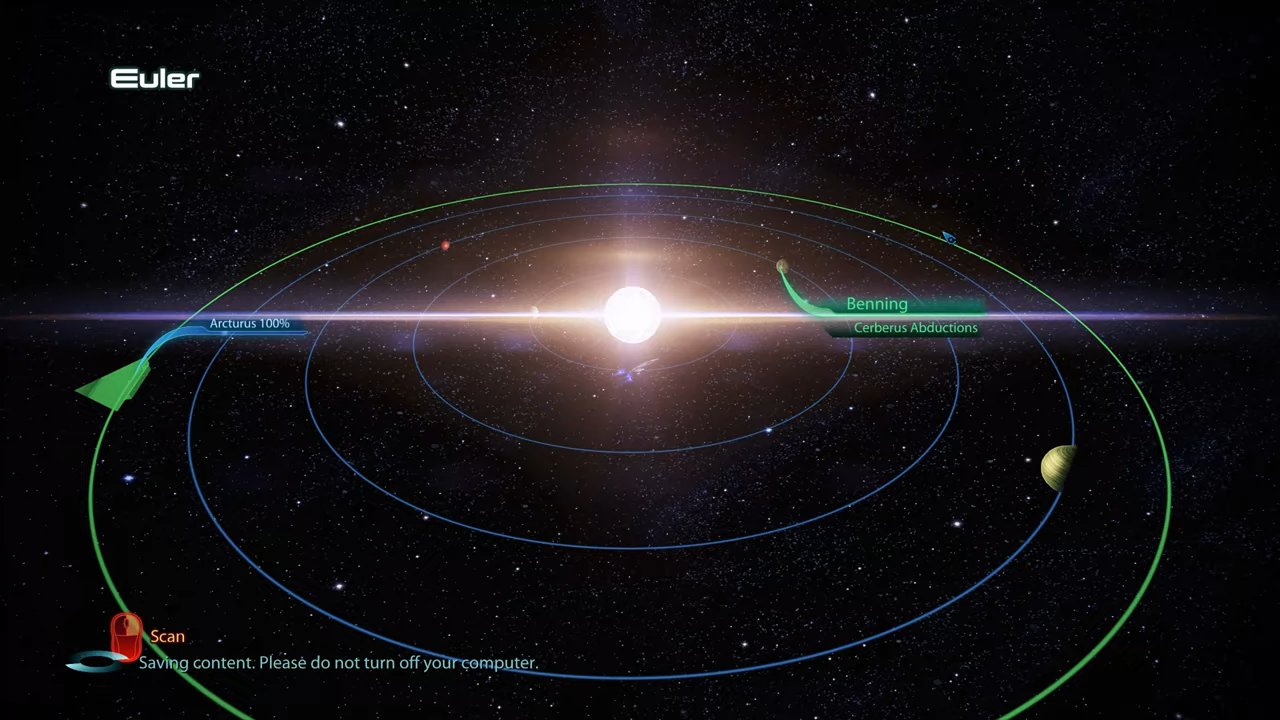 Euler
Benning
Arcturus 100%
Cerberus Abductions
Scan
Saving content. Please do not turn off your computer.